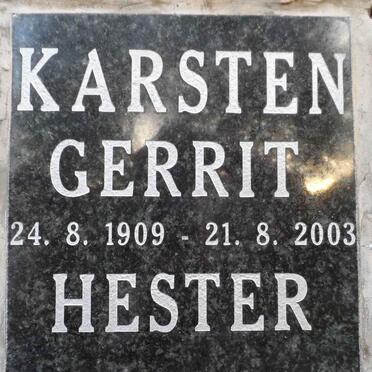 KARSTEN
GERRIT
24. 8. 1909 - 21. 8. 2003
HESTER